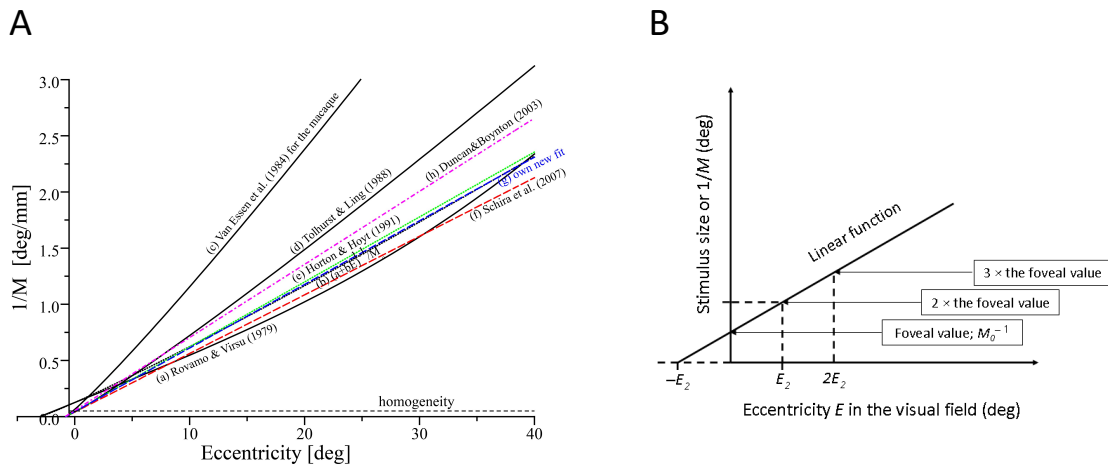 A
3.0
2.5
2.0
1.5
1.0
0.5
0.0
1/M [deg/mm]
(c) Van Essen et al. (1984) for the macaque
(d) Tolhurst & Ling (1988)
(h) Duncan&Boynton (2003)
(g) own new fit
(e) Horton & Hoyt (1991)
(b) (a+bE)
/M
(f) Schira et al. (2007)
(a) Rovamo & Virsu (1979)
homogeneity
0
10
20
30
40
Eccentricity [deg]
B
Stimulus size or 1/M (deg)
Linear function
3 × the foveal value
2 × the foveal value
Foveal value; M₀⁻¹
−E₂
E₂
2E₂
Eccentricity E in the visual field (deg)